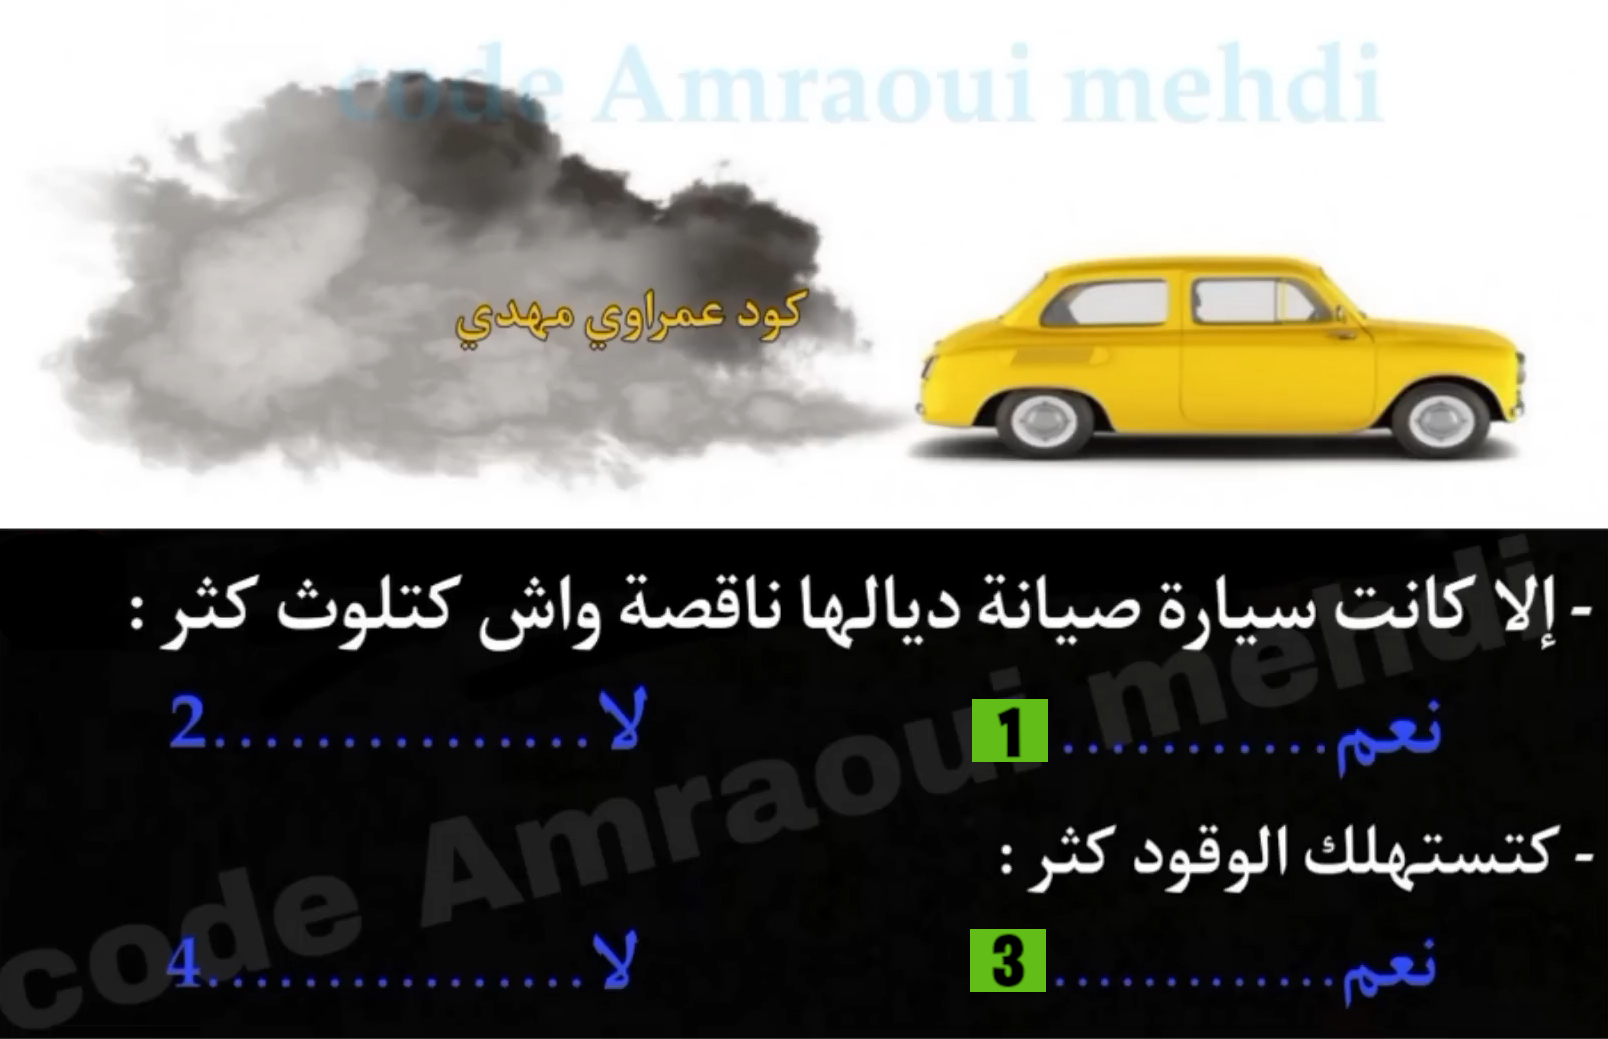 code Amraoui mehdi
كود عمراوي مهدي
- إلا كانت سيارة صيانة ديالها ناقصة واش كتلوث كثر :
نعم ............ 1 لا ................2
- كتستهلك الوقود كثر :
نعم ............. 3 لا ................4
code Amraoui mehdi